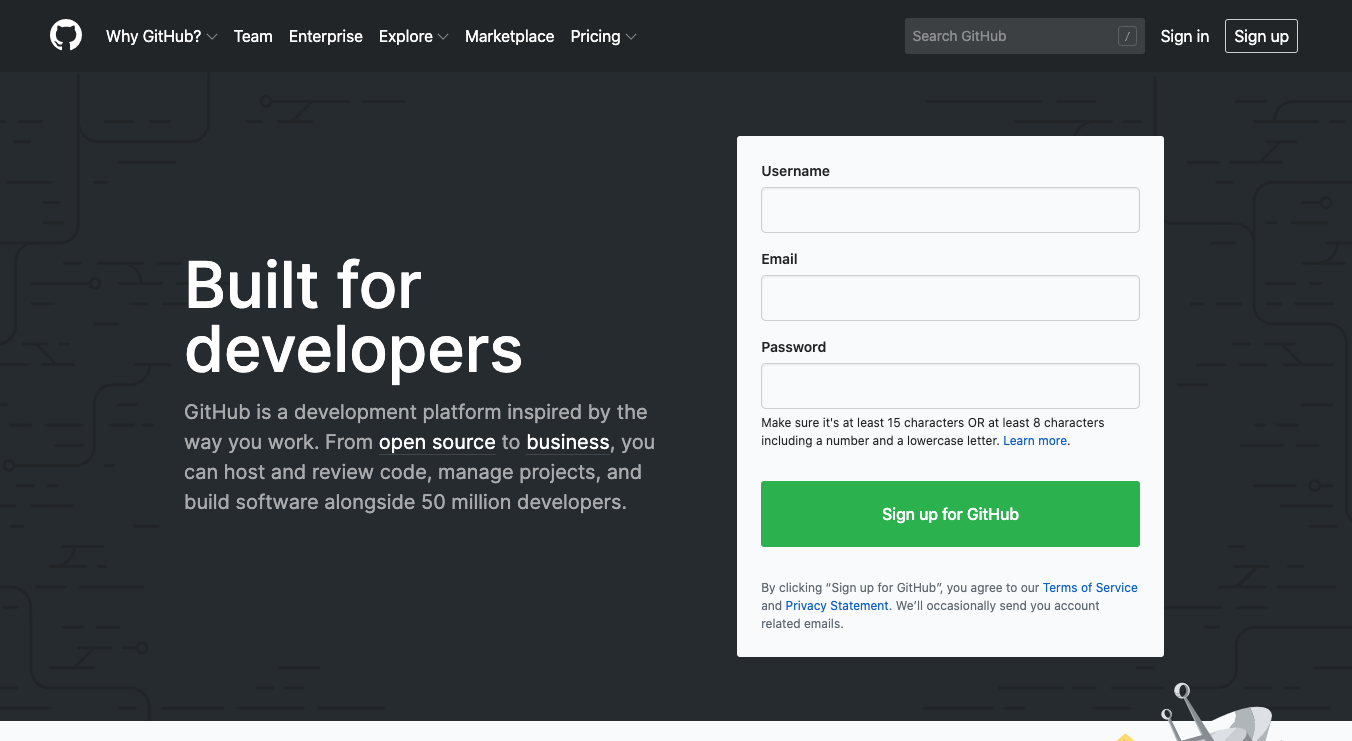 Why GitHub? Team Enterprise Explore Marketplace Pricing Search GitHub / Sign in Sign up
Built for
developers
GitHub is a development platform inspired by the
way you work. From open source to business, you
can host and review code, manage projects, and
build software alongside 50 million developers.
Username
Email
Password
Make sure it's at least 15 characters OR at least 8 characters
including a number and a lowercase letter. Learn more.
Sign up for GitHub
By clicking “Sign up for GitHub”, you agree to our Terms of Service
and Privacy Statement. We’ll occasionally send you account
related emails.